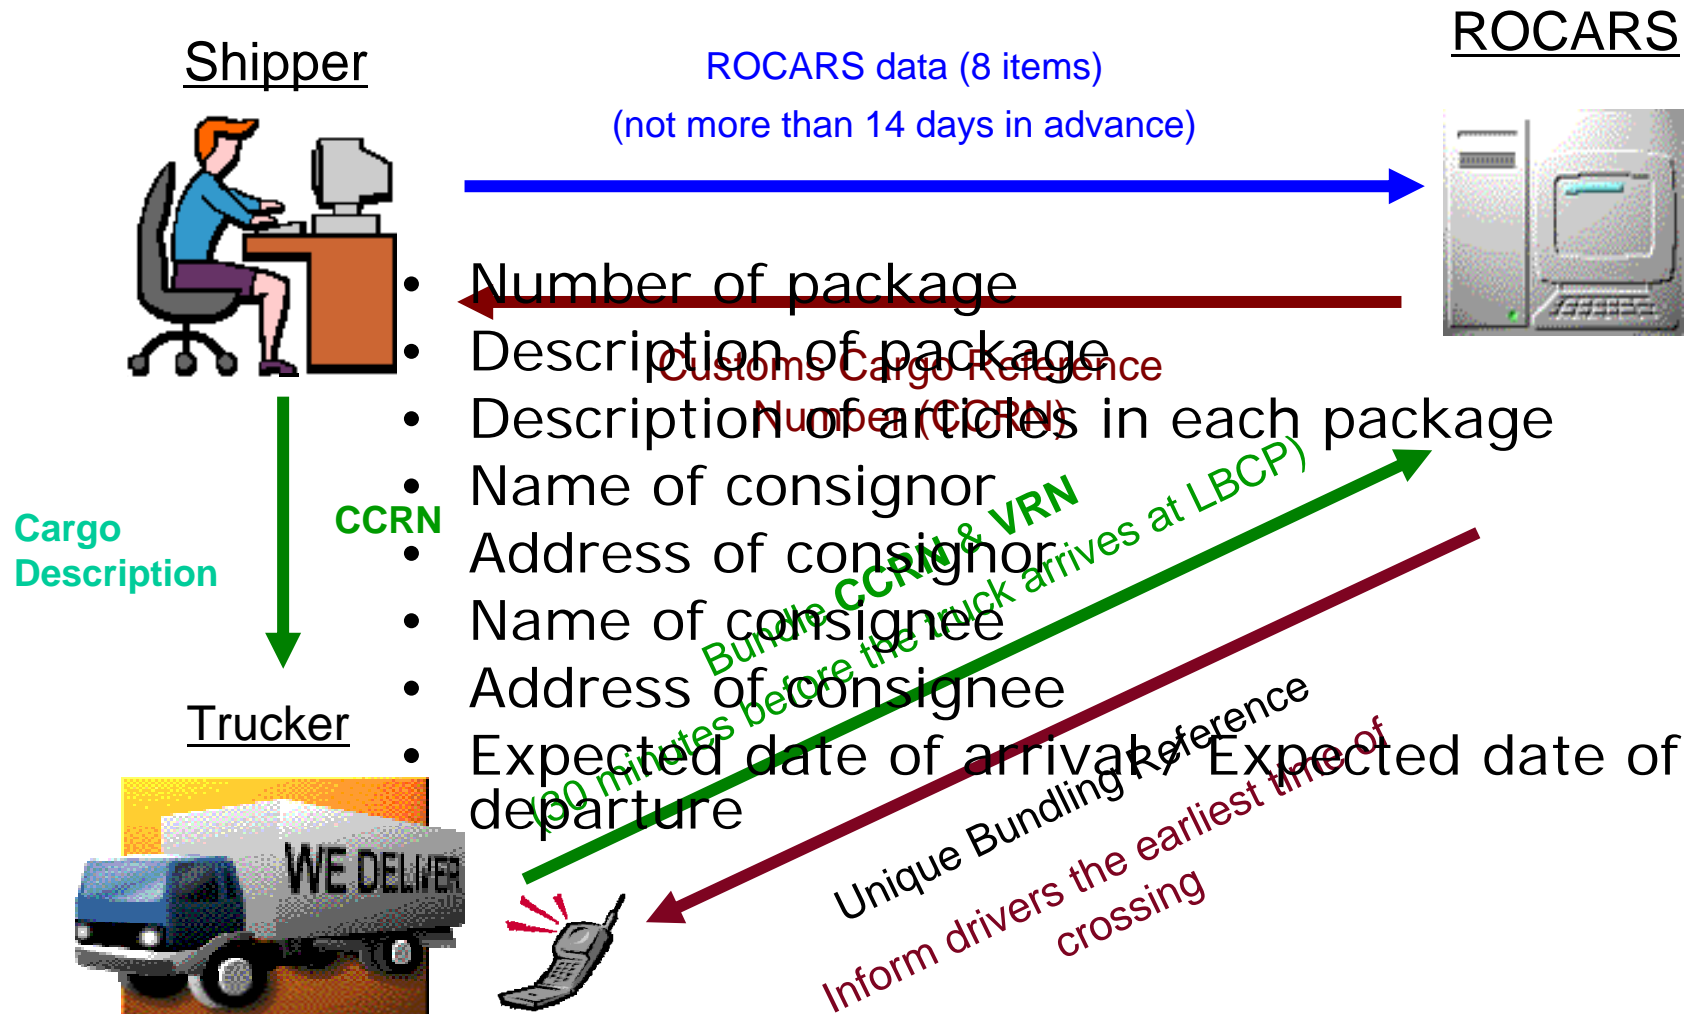 Shipper
ROCARS
ROCARS data (8 items)
(not more than 14 days in advance)
• Number of package
• Description of package
Customs Cargo Reference
Number (CCRN)
• Description of articles in each package
• Name of consignor
• Address of consignor
• Name of consignee
• Address of consignee
• Expected date of arrival / Expected date of
departure
Cargo
Description
CCRN
Bundle CCRN & VRN
(30 minutes before the truck arrives at LBCP)
Unique Bundling Reference
Inform drivers the earliest time of
crossing
Trucker
WE DELIVER